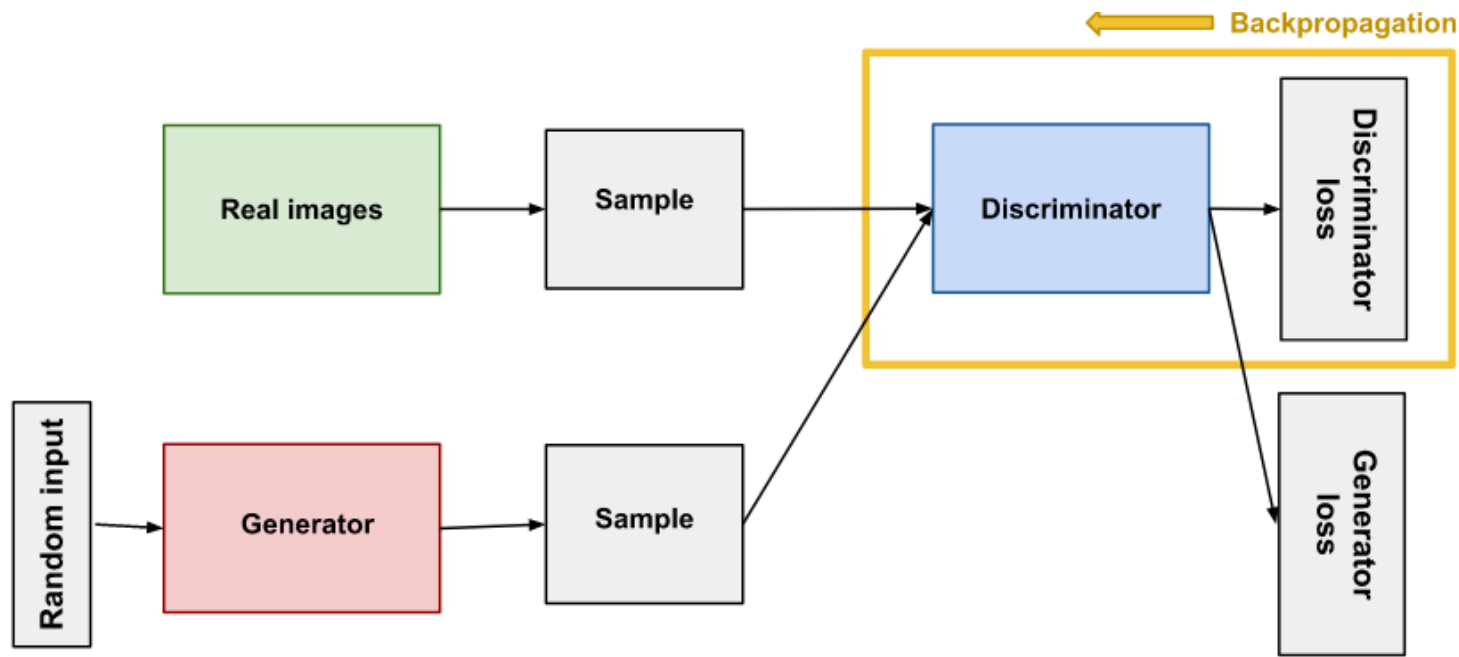 Backpropagation
Real images
Sample
Discriminator
Discriminator
loss
Random input
Generator
Sample
Generator
loss